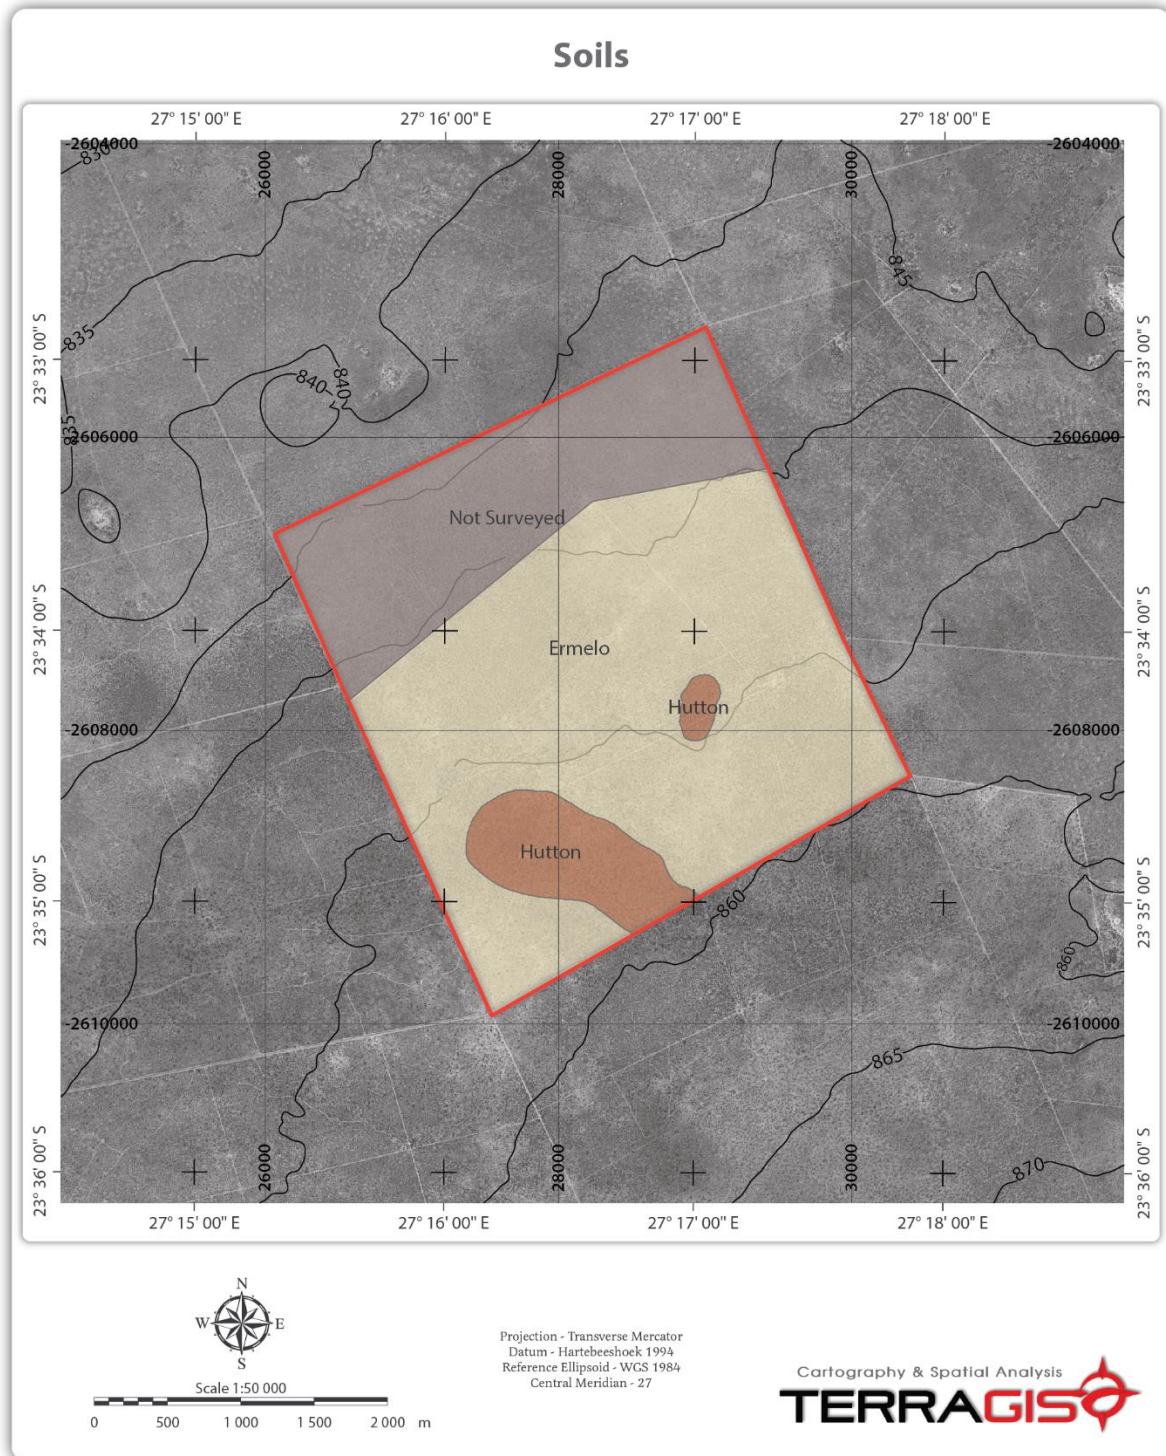 Soils
27° 15' 00" E 27° 16' 00" E 27° 17' 00" E 27° 18' 00" E
-2604000 -2604000
830
26000 28000 30000
845
835
23° 33' 00" S 23° 33' 00" S
840 840
835
-2606000 -2606000
Not Surveyed
23° 34' 00" S 23° 34' 00" S
Ermelo
Hutton
-2608000 -2608000
Hutton
23° 35' 00" S 23° 35' 00" S
860
860
-2610000 -2610000
865
26000 28000 30000
870
23° 36' 00" S 23° 36' 00" S
27° 15' 00" E 27° 16' 00" E 27° 17' 00" E 27° 18' 00" E
N
W E
S
Scale 1:50 000
0 500 1 000 1 500 2 000 m
Projection - Transverse Mercator
Datum - Hartebeeshoek 1994
Reference Ellipsoid - WGS 1984
Central Meridian - 27
Cartography & Spatial Analysis
TERRAGIS